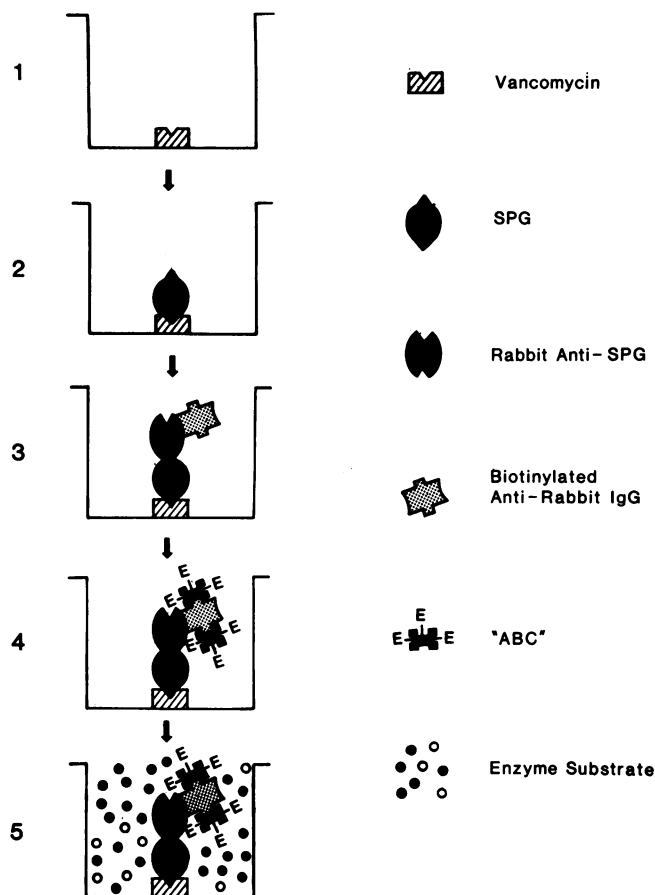 1
Vancomycin
2
SPG
3
Rabbit Anti-SPG
Biotinylated
Anti-Rabbit IgG
4
E
E
E
E
E
E
E
E-E
"ABC"
5
E
E
E
E
E
E
Enzyme Substrate